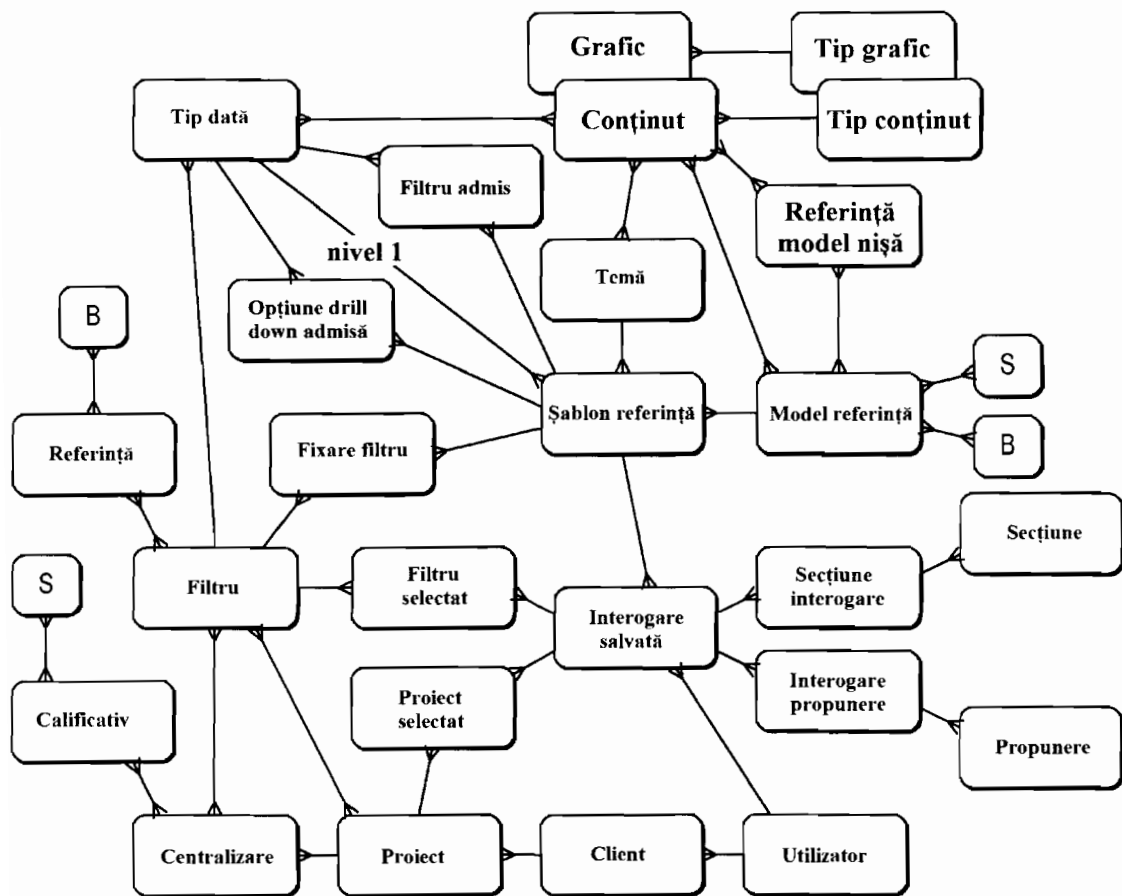 Grafic
Tip grafic
Tip dată
Conținut
Tip conținut
Filtru admis
Referință
model nișă
nivel 1
Temă
Opțiune drill
down admisă
B
S
Șablon referință
Model referință
Referință
Fixare filtru
B
Secțiune
S
Filtru
Filtru
selectat
Secțiune
interogare
Interogare
salvată
Calificativ
Proiect
selectat
Interogare
propunere
Propunere
Centralizare
Proiect
Client
Utilizator